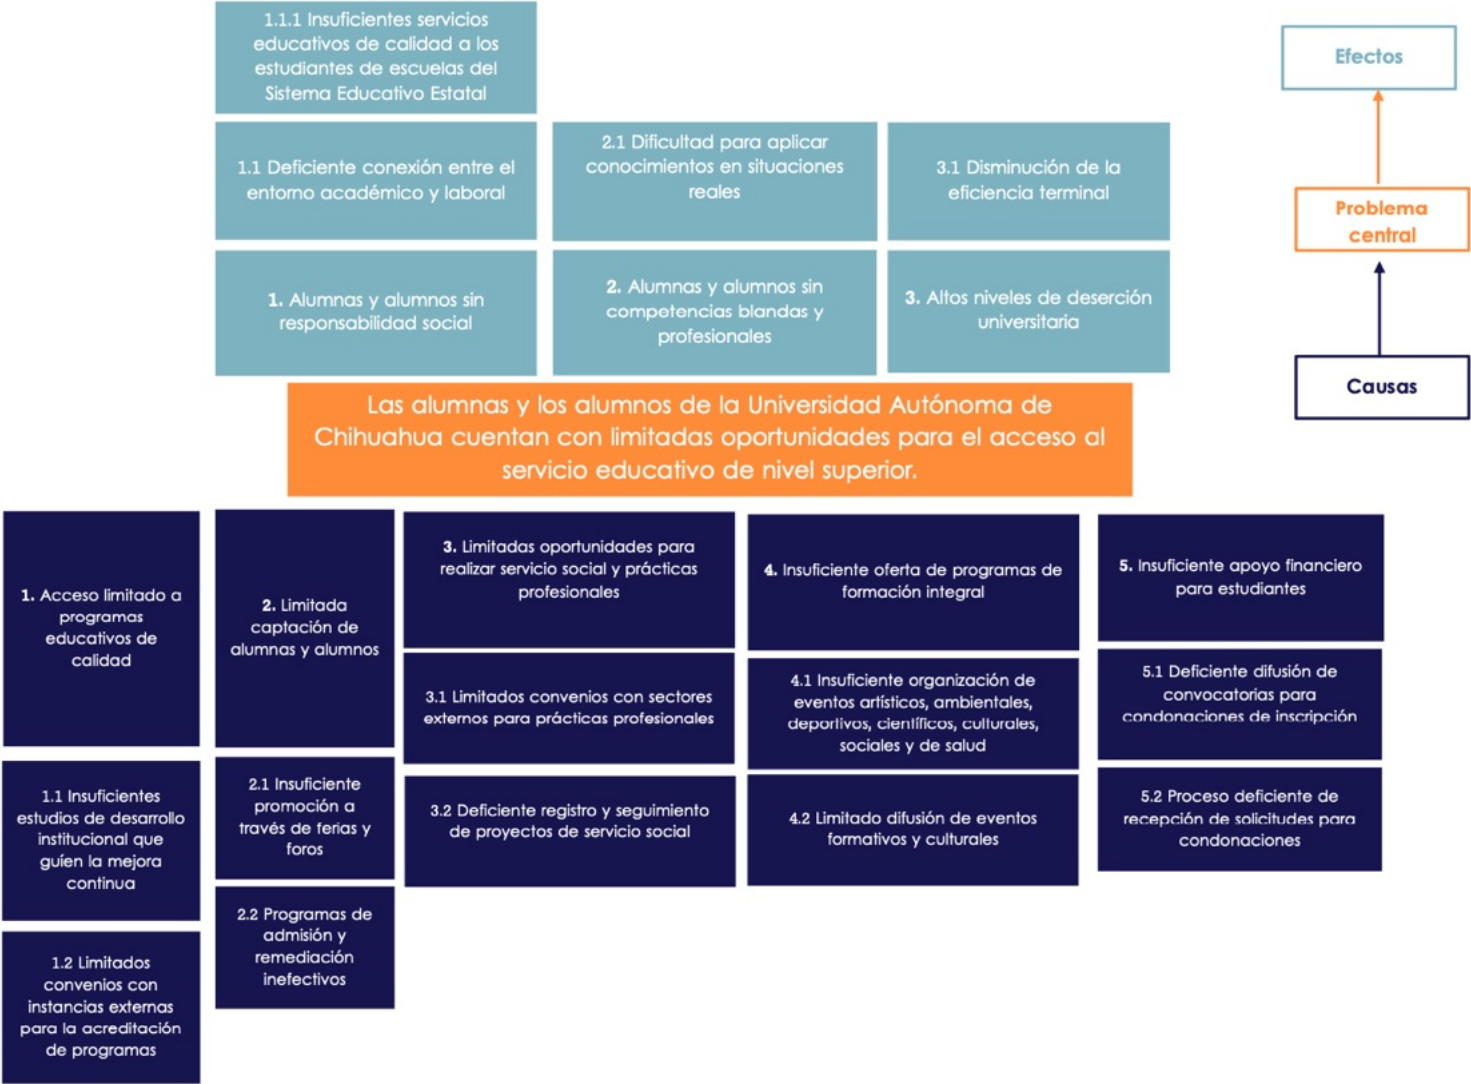 1.1.1 Insuficientes servicios
educativos de calidad a los
estudiantes de escuelas del
Sistema Educativo Estatal
1.1 Deficiente conexión entre el
entorno académico y laboral
2.1 Dificultad para aplicar
conocimientos en situaciones
reales
3.1 Disminución de la
eficiencia terminal
1. Alumnas y alumnos sin
responsabilidad social
2. Alumnas y alumnos sin
competencias blandas y
profesionales
3. Altos niveles de deserción
universitaria
Efectos
Problema
central
Causas
Las alumnas y los alumnos de la Universidad Autónoma de
Chihuahua cuentan con limitadas oportunidades para el acceso al
servicio educativo de nivel superior.
1. Acceso limitado a
programas
educativos de
calidad
1.1 Insuficientes
estudios de desarrollo
institucional que
guíen la mejora
continua
1.2 Limitados
convenios con
instancias externas
para la acreditación
de programas
2. Limitada
captación de
alumnas y alumnos
2.1 Insuficiente
promoción a
través de ferias y
foros
2.2 Programas de
admisión y
remediación
inefectivos
3. Limitadas oportunidades para
realizar servicio social y prácticas
profesionales
3.1 Limitados convenios con sectores
externos para prácticas profesionales
3.2 Deficiente registro y seguimiento
de proyectos de servicio social
4. Insuficiente oferta de programas de
formación integral
4.1 Insuficiente organización de
eventos artísticos, ambientales,
deportivos, científicos, culturales,
sociales y de salud
4.2 Limitado difusión de eventos
formativos y culturales
5. Insuficiente apoyo financiero
para estudiantes
5.1 Deficiente difusión de
convocatorias para
condonaciones de inscripción
5.2 Proceso deficiente de
recepción de solicitudes para
condonaciones